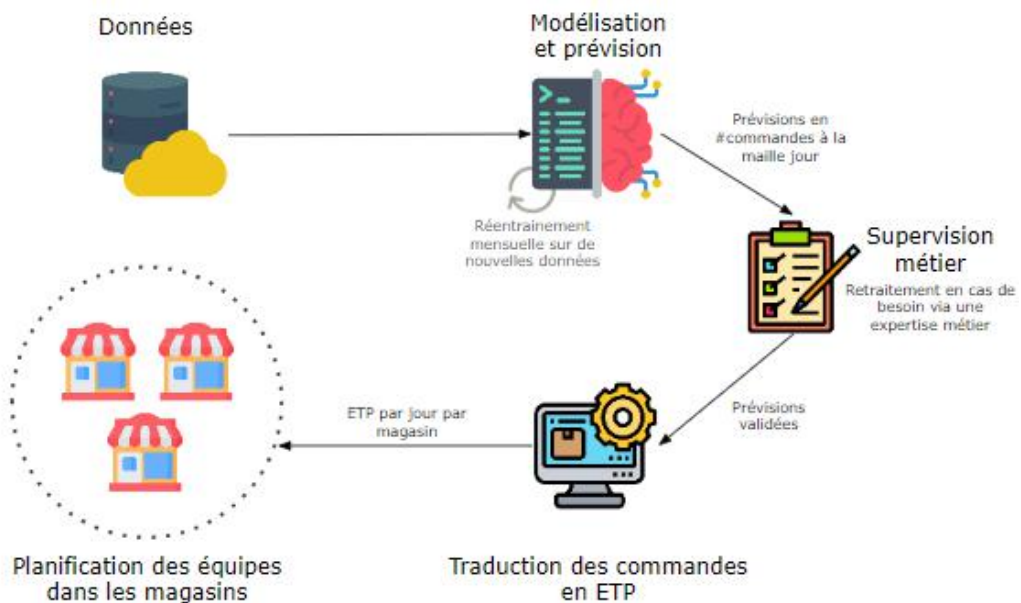 Données
Modélisation
et prévision
Prévisions en
#commandes à la
maille jour
Réentrainement
mensuelle sur de
nouvelles données
Supervision
métier
Retraitement en cas de
besoin via une
expertise métier
ETP par jour par
magasin
Prévisions
validées
Planification des équipes
dans les magasins
Traduction des commandes
en ETP